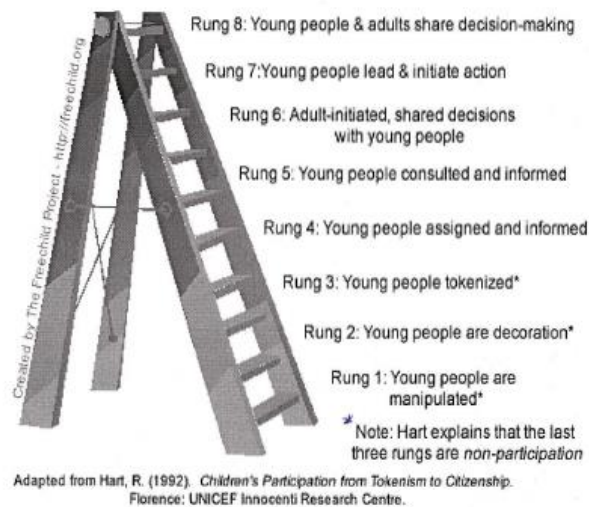 Rung 8: Young people & adults share decision-making
Rung 7:Young people lead & initiate action
Rung 6: Adult-initiated, shared decisions
with young people
Rung 5: Young people consulted and informed
Rung 4: Young people assigned and informed
Rung 3: Young people tokenized*
Rung 2: Young people are decoration*
Rung 1: Young people are
manipulated*
Note: Hart explains that the last
three rungs are non-participation
Created by The Freechild Project - http://freechild.org
Adapted from Hart, R. (1992). Children's Participation from Tokenism to Citizenship.
Florence: UNICEF Innocenti Research Centre.